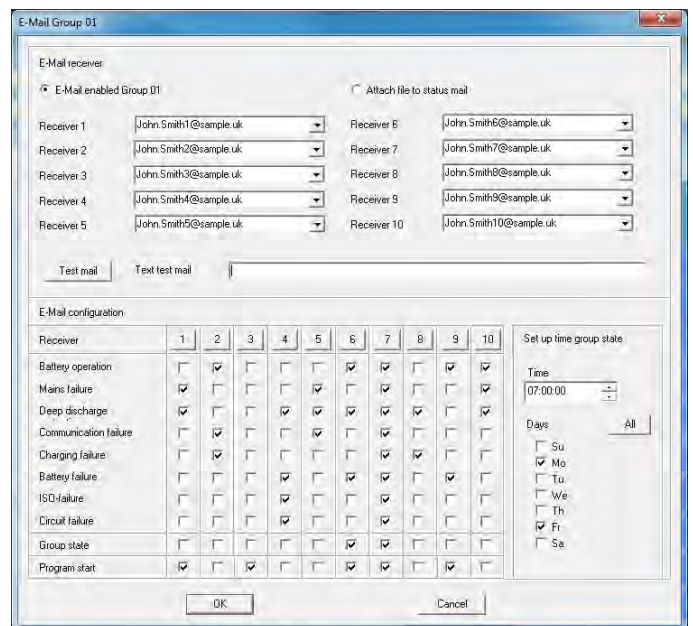 E-Mail Group 01
E-Mail receiver
E-Mail enabled Group 01
Attach file to status mail
Receiver 1 John.Smith1@sample.uk Receiver 6 John.Smith6@sample.uk
Receiver 2 John.Smith2@sample.uk Receiver 7 John.Smith7@sample.uk
Receiver 3 John.Smith3@sample.uk Receiver 8 John.Smith8@sample.uk
Receiver 4 John.Smith4@sample.uk Receiver 9 John.Smith9@sample.uk
Receiver 5 John.Smith5@sample.uk Receiver 10 John.Smith10@sample.uk
Test mail Text test mail
E-Mail configuration
Receiver 1 2 3 4 5 6 7 8 9 10
Battery operation
Mains failure
Deep discharge
Communication failure
Charging failure
Battery failure
ISO-failure
Circuit failure
Group state
Program start
Set up time group state
Time
07:00:00
Days All
Su
Mo
Tu
We
Th
Fr
Sa
OK Cancel